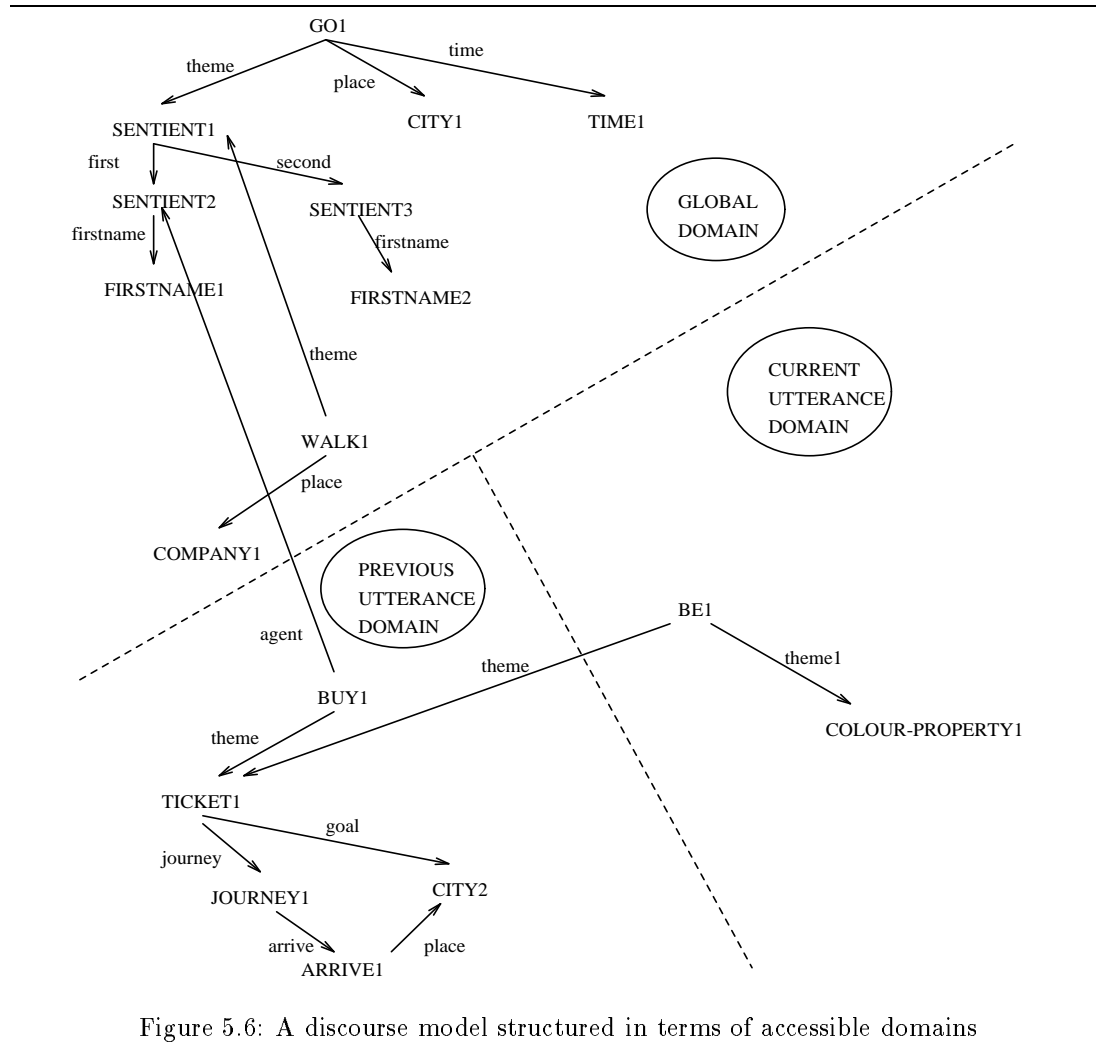 GO1
time
theme
place
CITY1
TIME1
SENTIENT1
first
second
SENTIENT2
SENTIENT3
GLOBAL
DOMAIN
firstname
firstname
FIRSTNAME1
FIRSTNAME2
theme
CURRENT
UTTERANCE
DOMAIN
WALK1
place
COMPANY1
PREVIOUS
UTTERANCE
DOMAIN
BE1
agent
theme
theme1
BUY1
COLOUR-PROPERTY1
theme
TICKET1
goal
journey
JOURNEY1
CITY2
arrive
place
ARRIVE1
Figure 5.6: A discourse model structured in terms of accessible domains